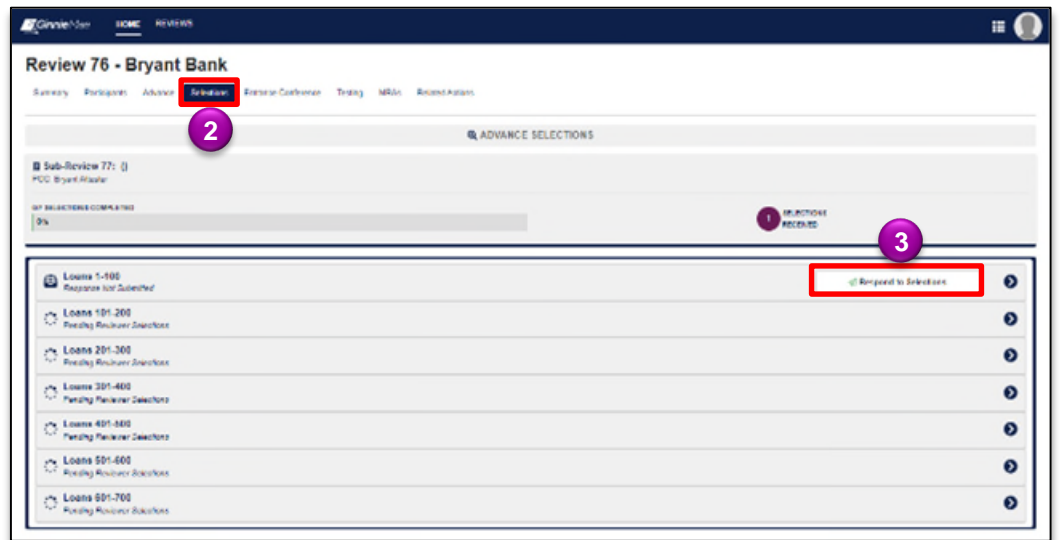 GinnieMae HOME REVIEWS
Review 76 - Bryant Bank
Summary Participants Advance Selections Entrance Conference Testing MRAs Related Actions
2
ADVANCE SELECTIONS
Sub-Review 77: ()
Bryant
SELECTIONS COMPLETED
0%
1 SELECTIONS
RECEIVED
3
Loans 1-100
Response Not Submitted
Respond to Selections
Loans 101-200
Pending Reviewer Selections
Loans 201-300
Pending Reviewer Selections
Loans 301-400
Pending Reviewer Selections
Loans 401-500
Pending Reviewer Selections
Loans 501-600
Pending Reviewer Selections
Loans 601-700
Pending Reviewer Selections